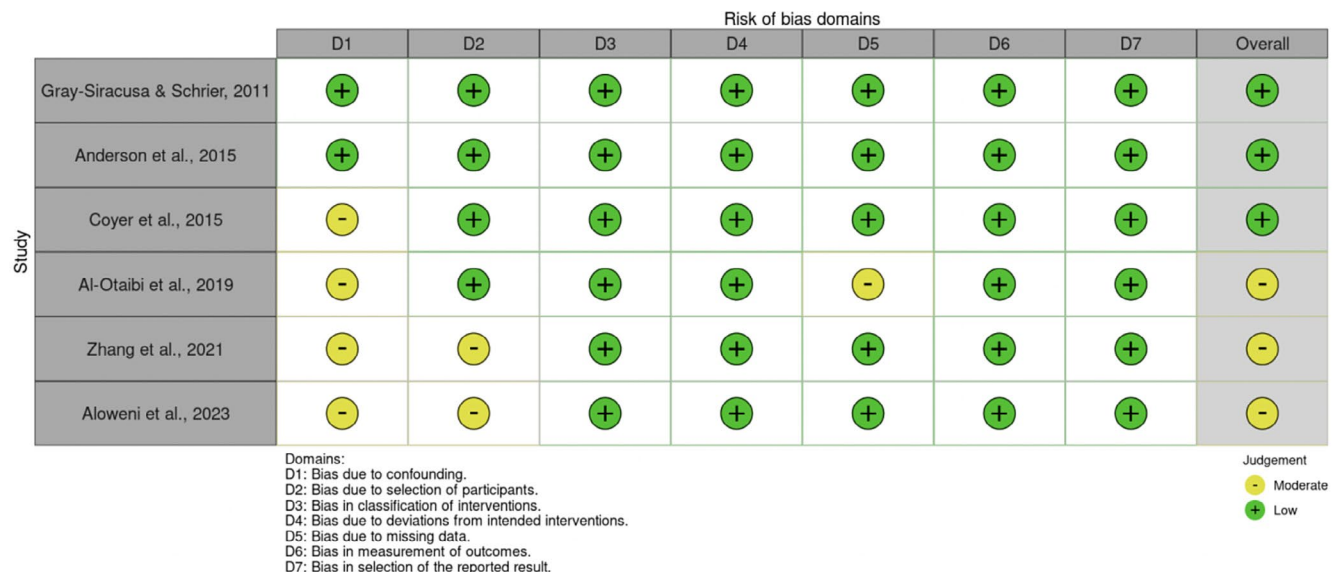 Risk of bias domains
D1 D2 D3 D4 D5 D6 D7 Overall
Study
Gray-Siracusa & Schrier, 2011 + + + + + + + +
Anderson et al., 2015 + + + + + + + +
Coyer et al., 2015 - + + + + + + +
Al-Otaibi et al., 2019 - + + + - + + -
Zhang et al., 2021 - - + + + + + -
Aloweni et al., 2023 - - + + + + + -
Domains:
D1: Bias due to confounding.
D2: Bias due to selection of participants.
D3: Bias in classification of interventions.
D4: Bias due to deviations from intended interventions.
D5: Bias due to missing data.
D6: Bias in measurement of outcomes.
D7: Bias in selection of the reported result.
Judgement
- Moderate
+ Low